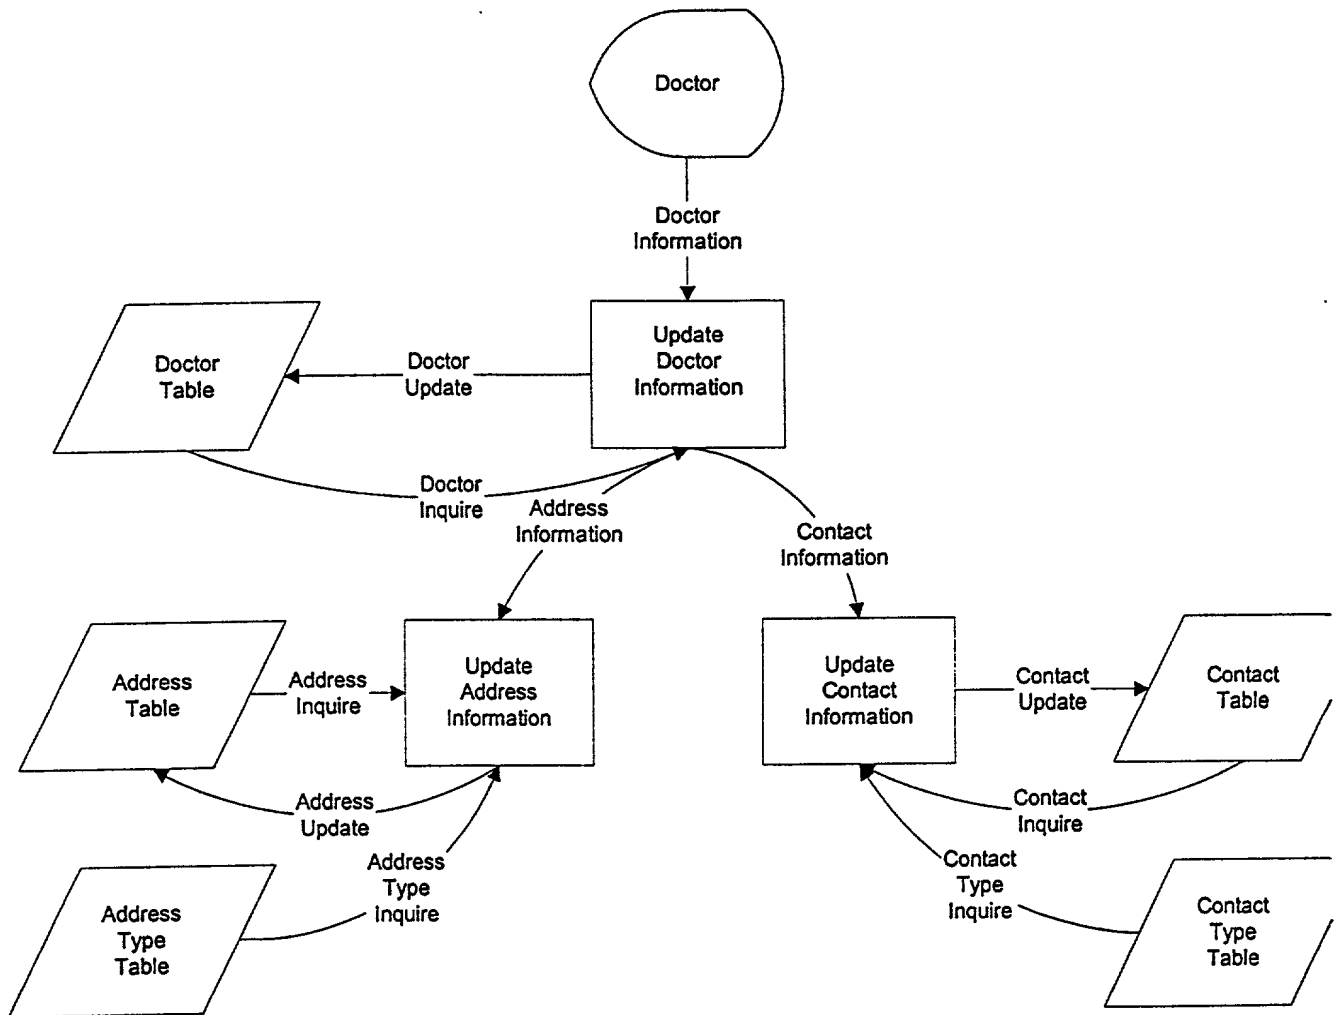 Doctor
Doctor
Information
Update
Doctor
Information
Doctor
Table
Doctor
Update
Doctor
Inquire
Address
Information
Contact
Information
Address
Table
Address
Inquire
Update
Address
Information
Update
Contact
Information
Contact
Update
Contact
Table
Address
Update
Contact
Inquire
Address
Type
Inquire
Contact
Type
Inquire
Address
Type
Table
Contact
Type
Table